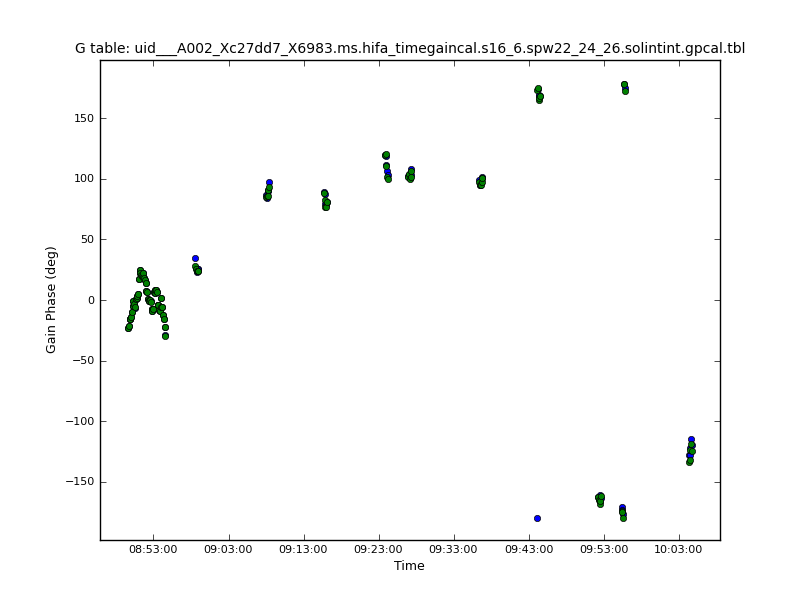 G table: uid___A002_Xc27dd7_X6983.ms.hifa_timegaincal.s16_6.spw22_24_26.solintint.gpcal.tbl
Gain Phase (deg)
150
100
50
0
−50
−100
−150
08:53:00 09:03:00 09:13:00 09:23:00 09:33:00 09:43:00 09:53:00 10:03:00
Time